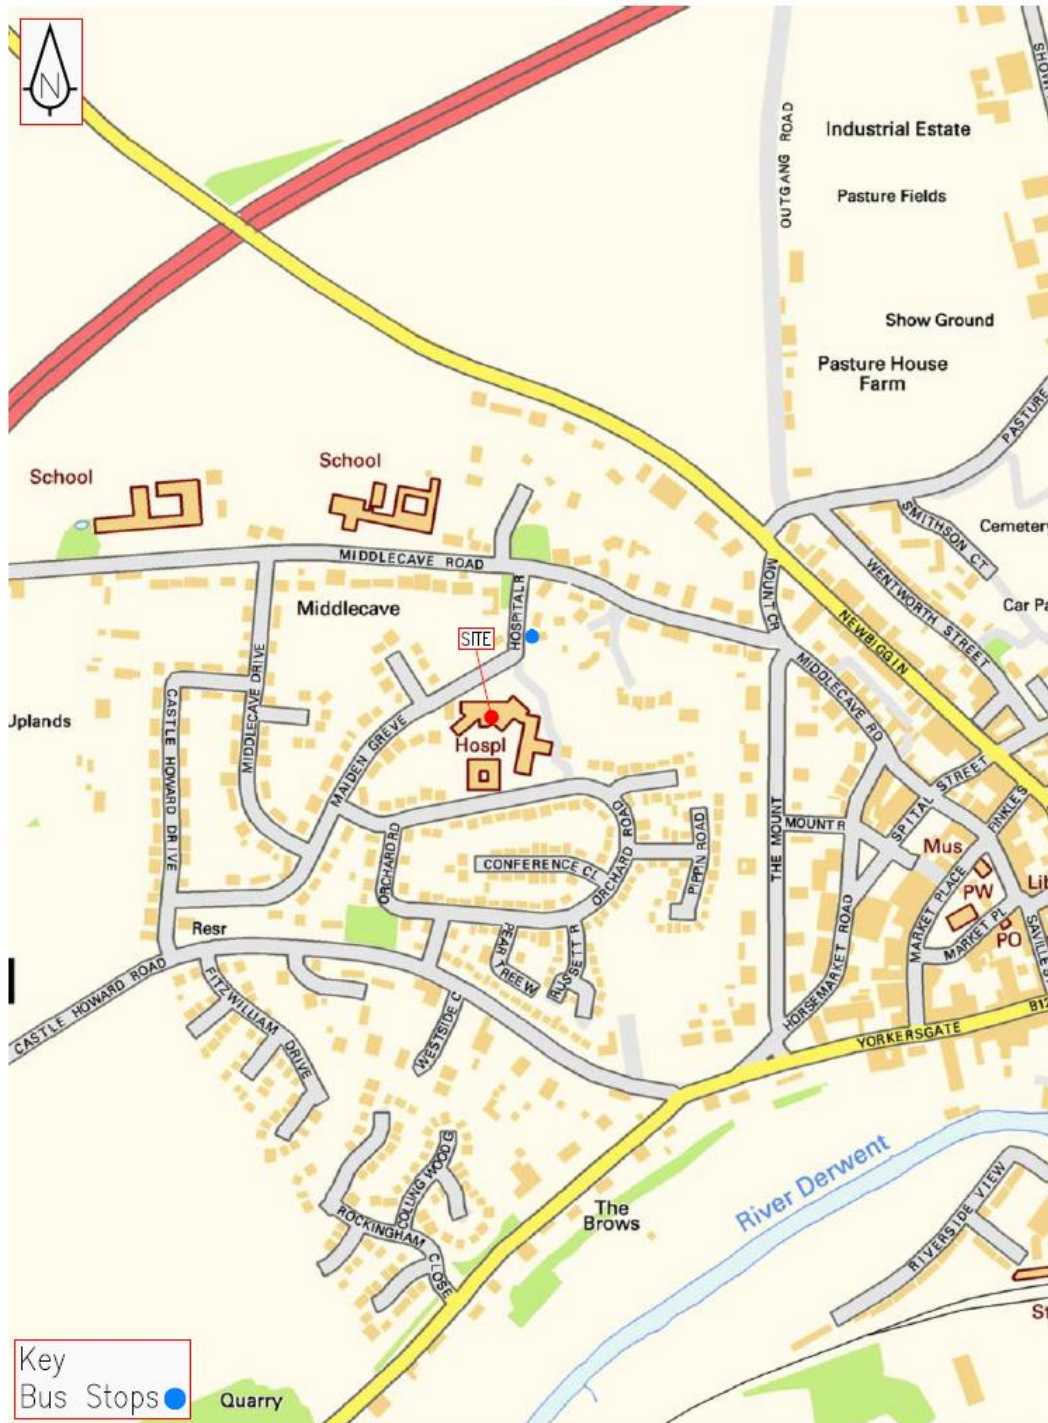 N
OUTGANG ROAD
Industrial Estate
Pasture Fields
Show Ground
Pasture House
Farm
PASTURE
School
School
SMITHSON CT
Cemetery
MIDDLECAVE ROAD
MOUNT CR
WENTWORTH STREET
Middlecave
HOSPITAL R
Car Pa
NEWBIGGIN
SITE
MIDDLECAVE DRIVE
MIDDLECAVE RD
CASTLE HOWARD DRIVE
Uplands
MAIDEN GREVE
Hospl
SPITAL STREET
FINKLE S
THE MOUNT
MOUNT R
ORCHARD RD
ORCHARD ROAD
PIPPIN ROAD
CONFERENCE CL
Mus
MARKET PLACE
PW
Lib
MARKET PL
PO
SAVILLE S
Resr
PEAR TREE W
RUSSETT R
HORSEMARKET ROAD
CASTLE HOWARD ROAD
FITZWILLIAM DRIVE
WESTSIDE C
YORKERSGATE
B12
COLLINGWOOD G
ROCKINGHAM CLOSE
The
Brows
River Derwent
RIVERSIDE VIEW
St
Key
Bus Stops
Quarry